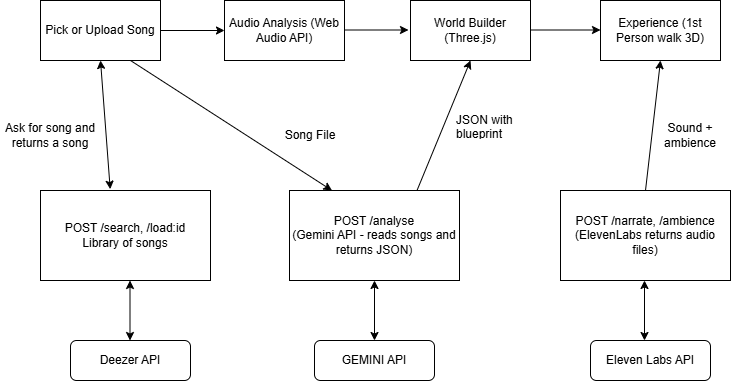 Pick or Upload Song
Audio Analysis (Web
Audio API)
World Builder
(Three.js)
Experience (1st
Person walk 3D)
Ask for song and
returns a song
Song File
JSON with
blueprint
Sound +
ambience
POST /search, /load:id
Library of songs
POST /analyse
(Gemini API - reads songs and
returns JSON)
POST /narrate, /ambience
(ElevenLabs returns audio
files)
Deezer API
GEMINI API
Eleven Labs API